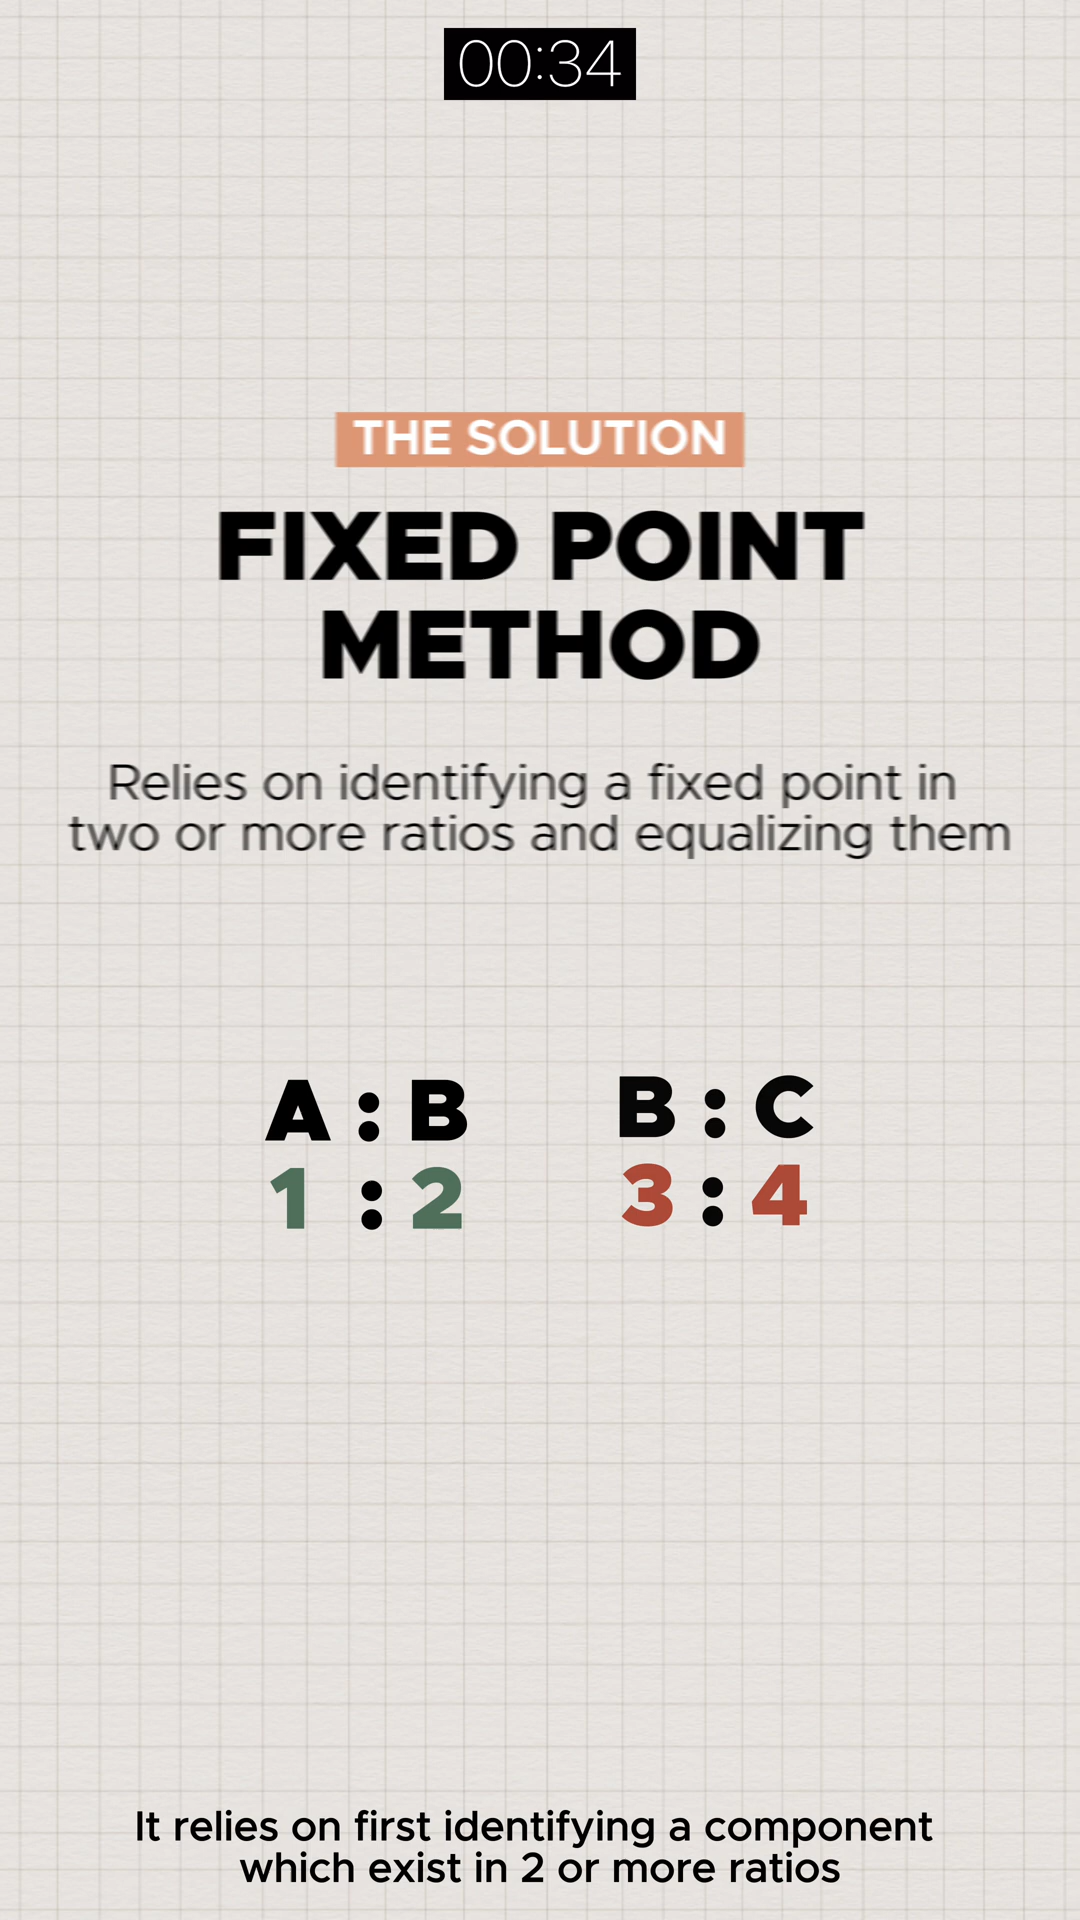 00:34
THE SOLUTION
FIXED POINT
METHOD
Relies on identifying a fixed point in
two or more ratios and equalizing them
A : B B : C
1 : 2 3 : 4
It relies on first identifying a component
which exist in 2 or more ratios